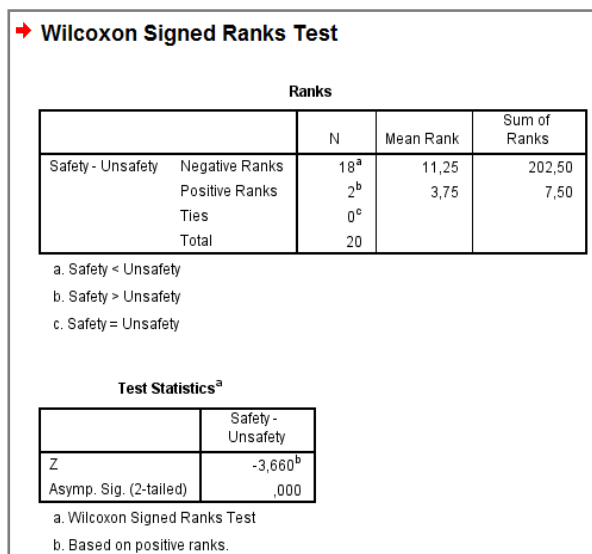 Wilcoxon Signed Ranks Test
Ranks
N Mean Rank Sum of Ranks
Safety - Unsafety Negative Ranks 18a 11,25 202,50
Positive Ranks 2b 3,75 7,50
Ties 0c
Total 20
a. Safety < Unsafety
b. Safety > Unsafety
c. Safety = Unsafety
Test Statisticsa
Safety -
Unsafety
Z -3,660b
Asymp. Sig. (2-tailed) ,000
a. Wilcoxon Signed Ranks Test
b. Based on positive ranks.